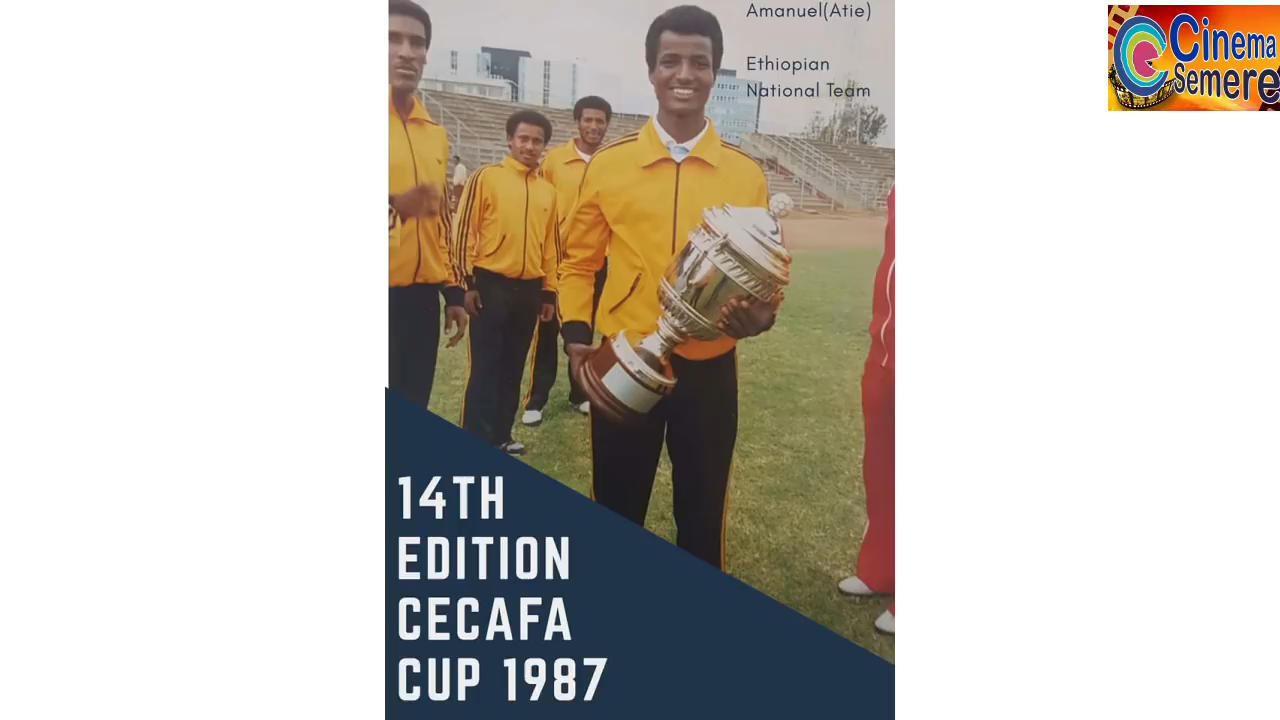 Amanuel(Atie)
Ethiopian
National Team
Cinema
Semere
14TH
EDITION
CECAFA
CUP 1987